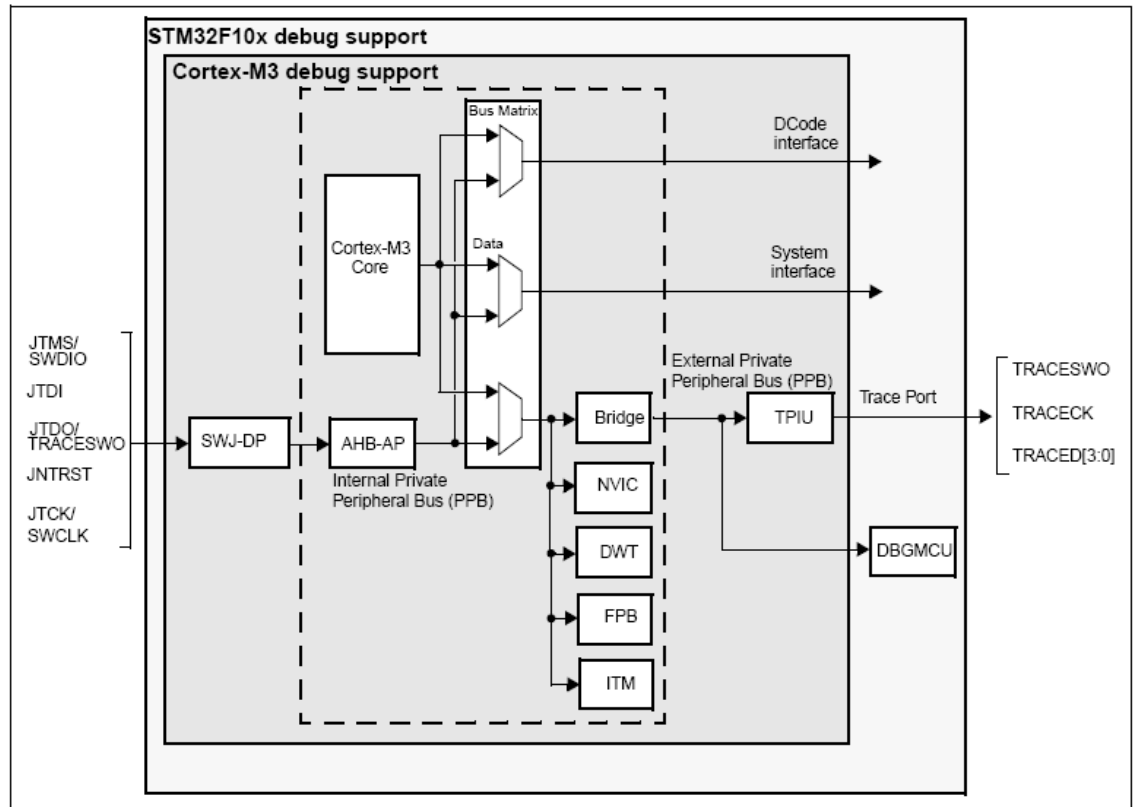 STM32F10x debug support
Cortex-M3 debug support
Bus Matrix
DCode
interface
Cortex-M3
Core
Data
System
interface
JTMS/
SWDIO
JTDI
JTDO/
TRACESWO
JNTRST
JTCK/
SWCLK
SWJ-DP
AHB-AP
Internal Private
Peripheral Bus (PPB)
External Private
Peripheral Bus (PPB)
Bridge
NVIC
DWT
FPB
ITM
TPIU
Trace Port
DBGMCU
TRACESWO
TRACECK
TRACED[3:0]